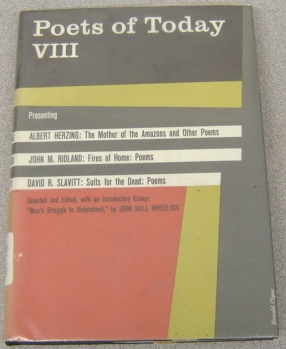 Poets of Today
VIII
Presenting
ALBERT HERZING: The Mother of the Amazons and Other Poems
JOHN M. RIDLAND: Fires of Home: Poems
DAVID R. SLAVITT: Suits for the Dead: Poems
Selected and Edited, with an Introductory Essay:
"Man's Struggle to Understand," by JOHN HALL WHEELOCK
Ronald Clyne